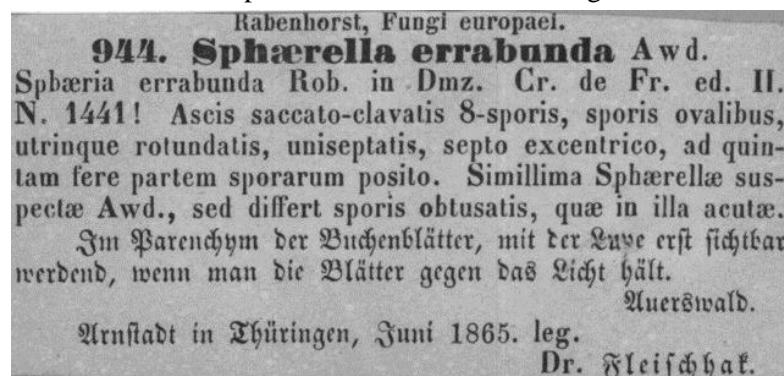 Rabenhorst, Fungi europaei.
944. Sphærella errabunda Awd.
Sphæria errabunda Rob. in Dmz. Cr. de Fr. ed. II.
N. 1441! Ascis saccato-clavatis 8-sporis, sporis ovalibus,
utrinque rotundatis, uniseptatis, septo excentrico, ad quin-
tam fere partem sporarum posito. Simillima Sphærellæ sus-
pectæ Awd., sed differt sporis obtusatis, quæ in illa acutæ.
Im Parenchym der Buchenblätter, mit der Lupe erst sichtbar
werdend, wenn man die Blätter gegen das Licht hält.
Auerswald.
Arnstadt in Thüringen, Juni 1865. leg.
Dr. Fleischhak.